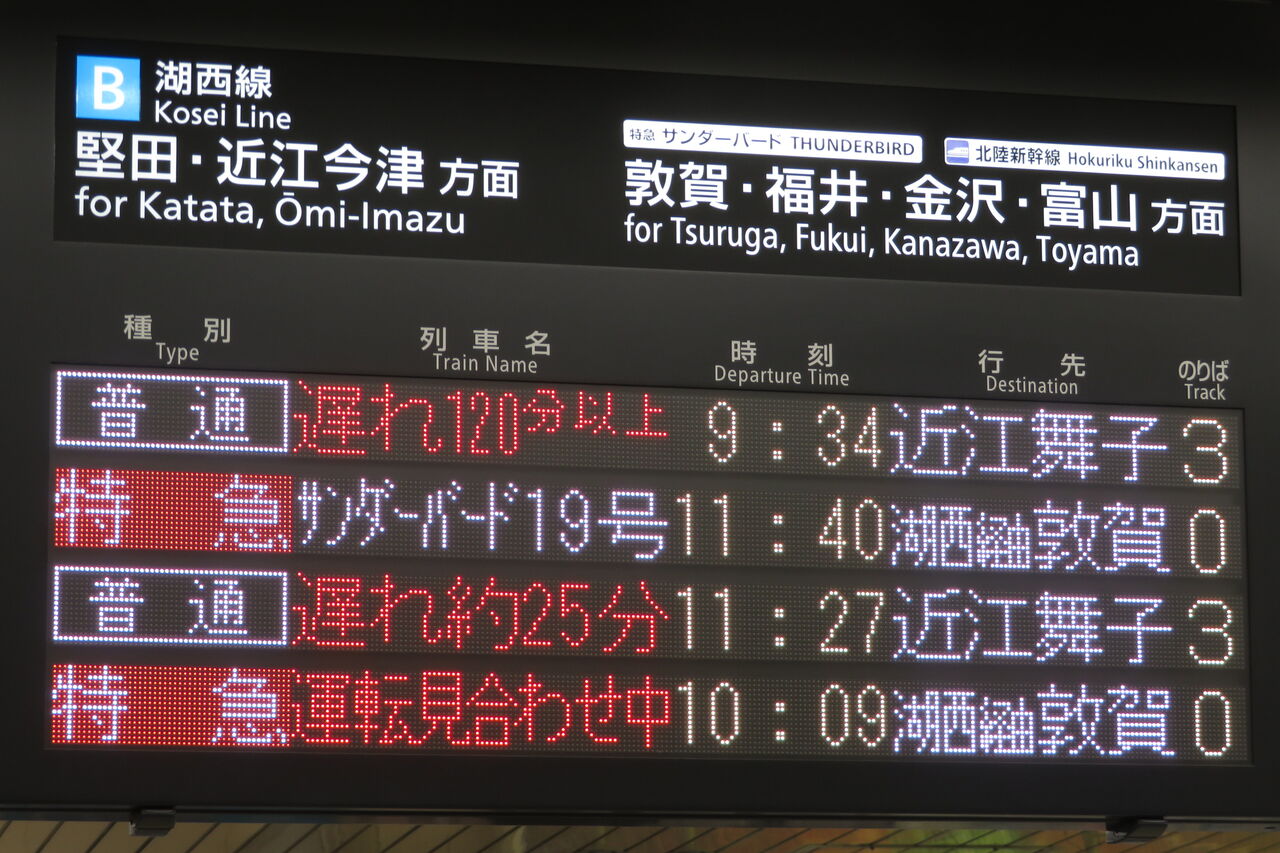 B 湖西線
Kosei Line
堅田・近江今津 方面
for Katata, Ōmi-Imazu
特急 サンダーバード THUNDERBIRD 北陸新幹線 Hokuriku Shinkansen
敦賀・福井・金沢・富山 方面
for Tsuruga, Fukui, Kanazawa, Toyama
種別 列車名 時刻 行先 のりば
Type Train Name Departure Time Destination Track
普通 遅れ120分以上 9:34 近江舞子 3
特急 サンダーバード19号 11:40 湖西経由敦賀 0
普通 遅れ約25分 11:27 近江舞子 3
特急 運転見合わせ中 10:09 湖西経由敦賀 0